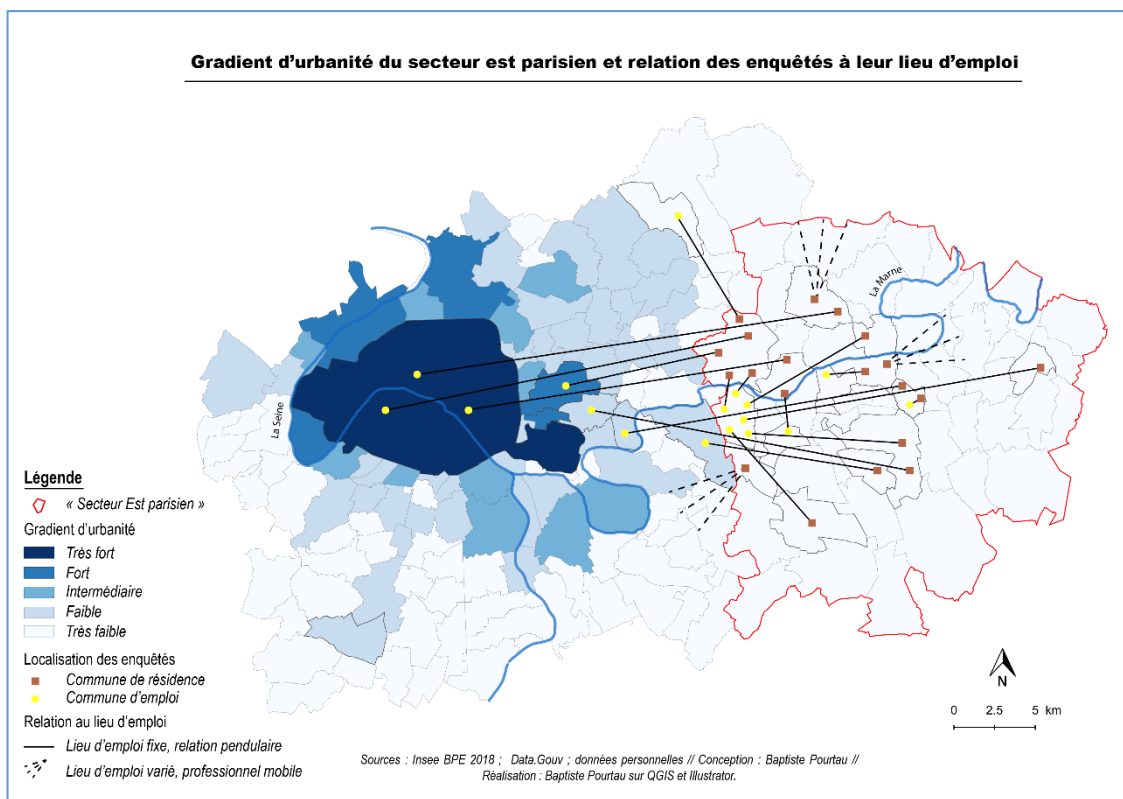 Gradient d'urbanité du secteur est parisien et relation des enquêtés à leur lieu d'emploi
La Marne
La Seine
Légende
« Secteur Est parisien »
Gradient d'urbanité
Très fort
Fort
Intermédiaire
Faible
Très faible
Localisation des enquêtés
Commune de résidence
Commune d'emploi
Relation au lieu d'emploi
Lieu d'emploi fixe, relation pendulaire
Lieu d'emploi varié, professionnel mobile
N
0 2.5 5 km
Sources : Insee BPE 2018 ; Data.Gouv ; données personnelles // Conception : Baptiste Pourtau //
Réalisation : Baptiste Pourtau sur QGIS et Illustrator.